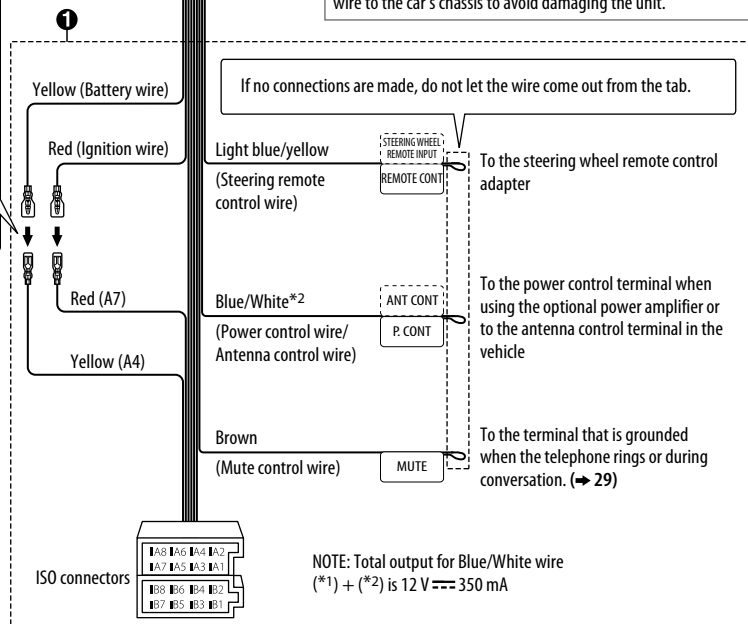 wire to the car's chassis to avoid damaging the unit.
1
Yellow (Battery wire)
If no connections are made, do not let the wire come out from the tab.
Red (Ignition wire)
Light blue/yellow
(Steering remote
control wire)
STEERING WHEEL
REMOTE INPUT
REMOTE CONT
To the steering wheel remote control
adapter
Red (A7)
Yellow (A4)
Blue/White*2
(Power control wire/
Antenna control wire)
ANT CONT
P. CONT
To the power control terminal when
using the optional power amplifier or
to the antenna control terminal in the
vehicle
Brown
(Mute control wire)
MUTE
To the terminal that is grounded
when the telephone rings or during
conversation. (➔ 29)
ISO connectors
A8 A6 A4 A2
A7 A5 A3 A1
B8 B6 B4 B2
B7 B5 B3 B1
NOTE: Total output for Blue/White wire
(*1) + (*2) is 12 V ⎓ 350 mA